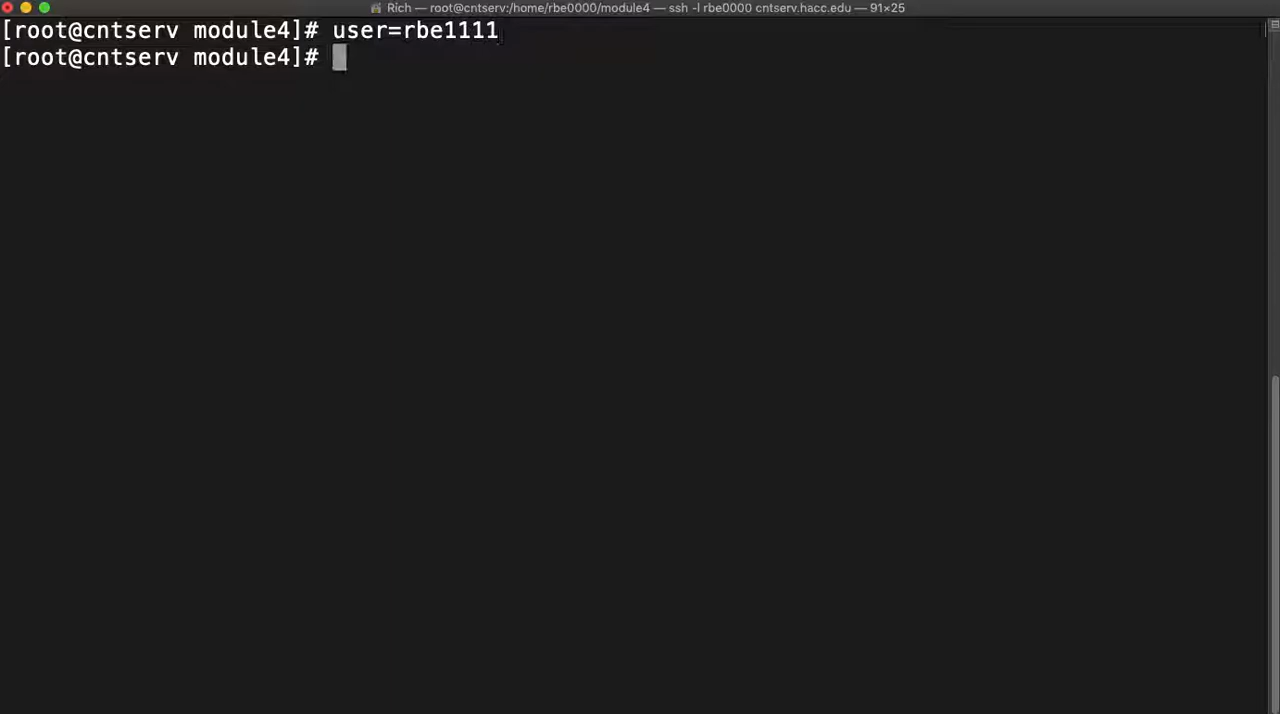 Rich — root@cntserv:/home/rbe0000/module4 — ssh -l rbe0000 cntserv.hacc.edu — 91×25
[root@cntserv module4]# user=rbe1111
[root@cntserv module4]#